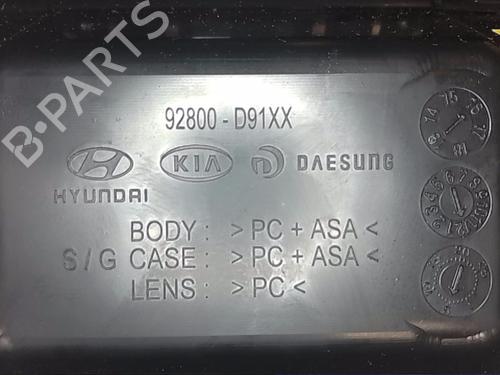 92800 - D91XX
HYUNDAI KIA DAESUNG
BODY : > PC + ASA <
S / G CASE : > PC + ASA <
LENS : > PC <
B-PARTS